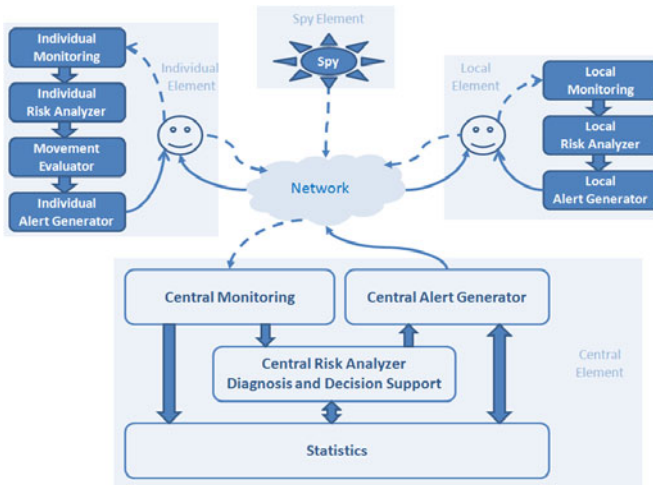 Spy Element
Spy
Individual
Monitoring
Individual
Risk Analyzer
Movement
Evaluator
Individual
Alert Generator
Individual
Element
Local
Element
Local
Monitoring
Local
Risk Analyzer
Local
Alert Generator
Network
Central Monitoring
Central Alert Generator
Central Risk Analyzer
Diagnosis and Decision Support
Central
Element
Statistics